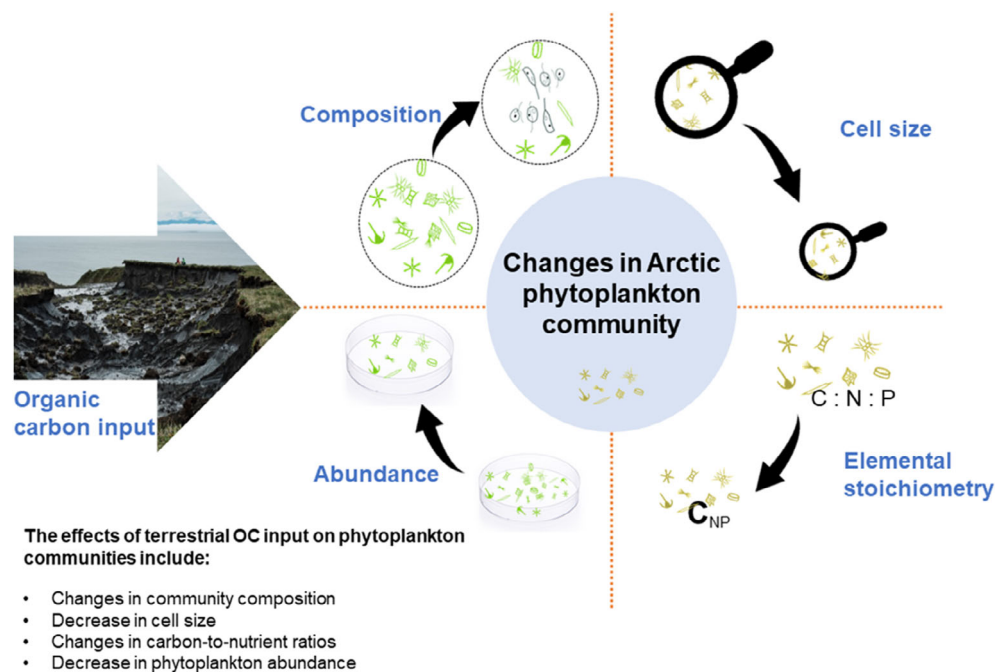 Composition
Cell size
Changes in Arctic
phytoplankton
community
Organic
carbon input
Abundance
C : N : P
Elemental
stoichiometry
CNP
The effects of terrestrial OC input on phytoplankton
communities include:
• Changes in community composition
• Decrease in cell size
• Changes in carbon-to-nutrient ratios
• Decrease in phytoplankton abundance